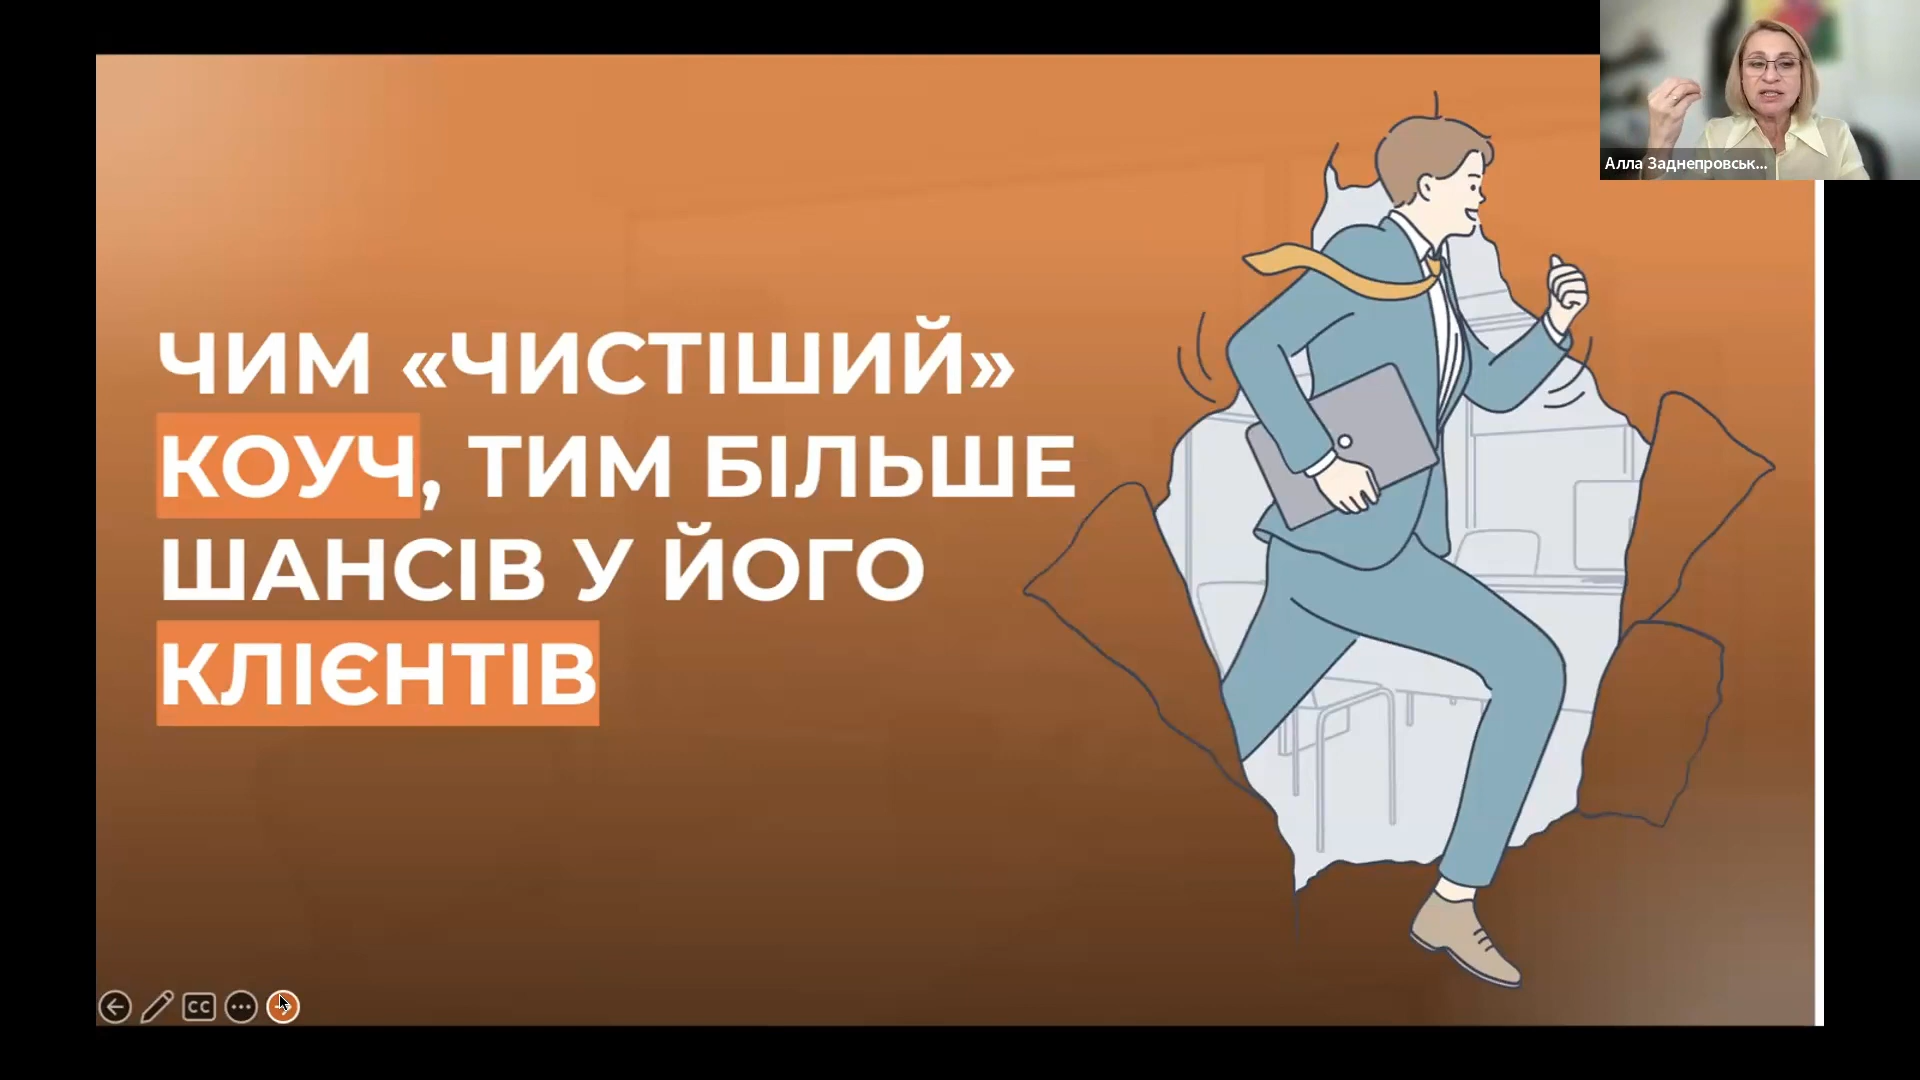 Алла Заднепровськ...
ЧИМ «ЧИСТІШИЙ»
КОУЧ, ТИМ БІЛЬШЕ
ШАНСІВ У ЙОГО
КЛІЄНТІВ
CC